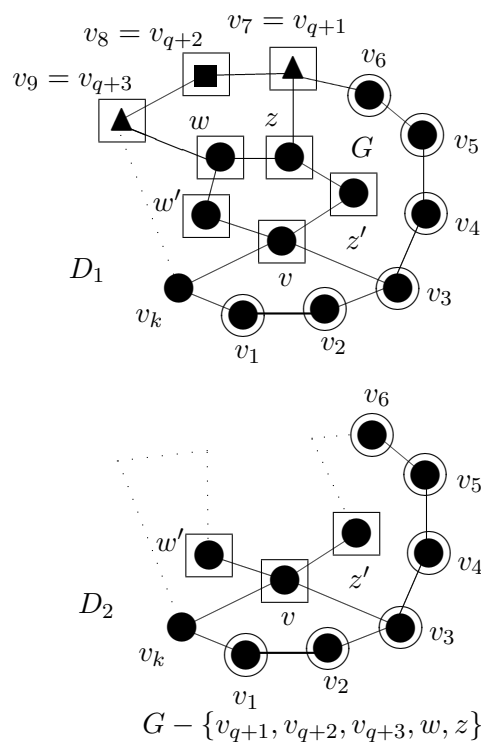 v_8 = v_{q+2}
v_7 = v_{q+1}
v_6
v_9 = v_{q+3}
w
z
G
v_5
w'
z'
v_4
D_1
v
v_k
v_3
v_1
v_2
v_6
v_5
w'
z'
v_4
D_2
v
v_k
v_3
v_1
v_2
G − {v_{q+1}, v_{q+2}, v_{q+3}, w, z}